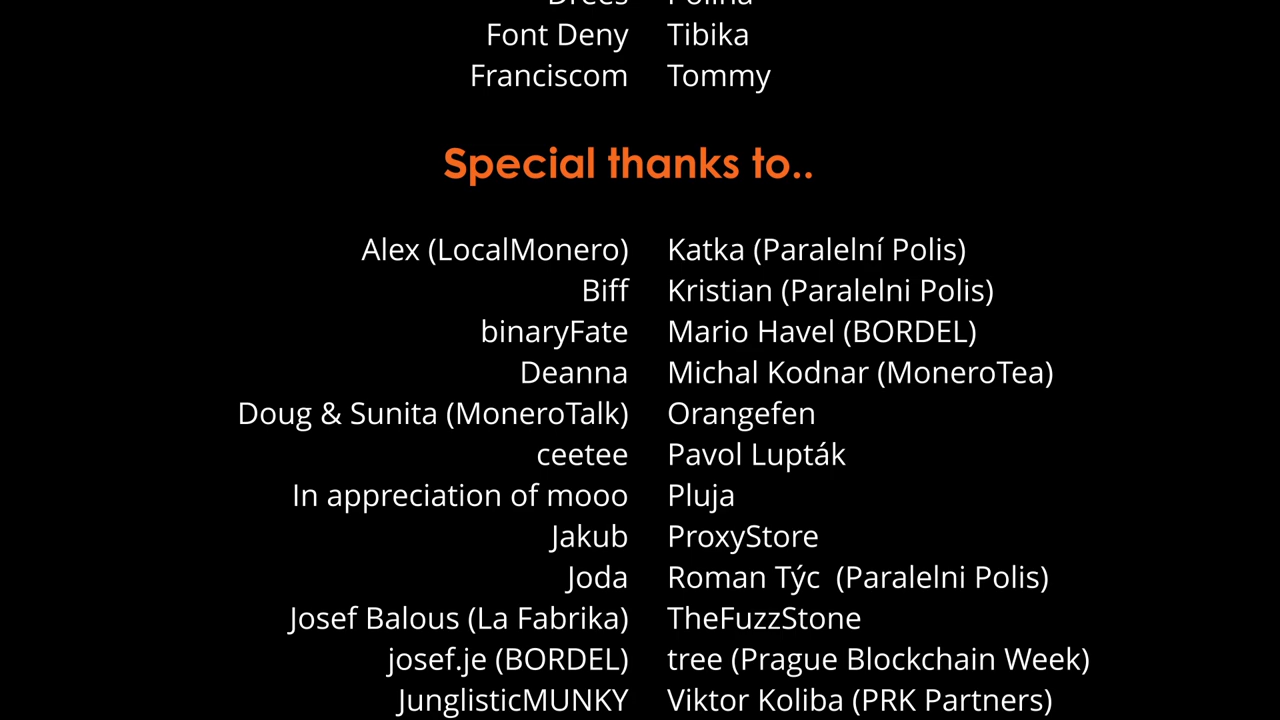 Drees Polina
Font Deny Tibika
Franciscom Tommy
Special thanks to..
Alex (LocalMonero) Katka (Paralelní Polis)
Biff Kristian (Paralelni Polis)
binaryFate Mario Havel (BORDEL)
Deanna Michal Kodnar (MoneroTea)
Doug & Sunita (MoneroTalk) Orangefen
ceetee Pavol Lupták
In appreciation of mooo Pluja
Jakub ProxyStore
Joda Roman Týc (Paralelni Polis)
Josef Balous (La Fabrika) TheFuzzStone
josef.je (BORDEL) tree (Prague Blockchain Week)
JunglisticMUNKY Viktor Koliba (PRK Partners)